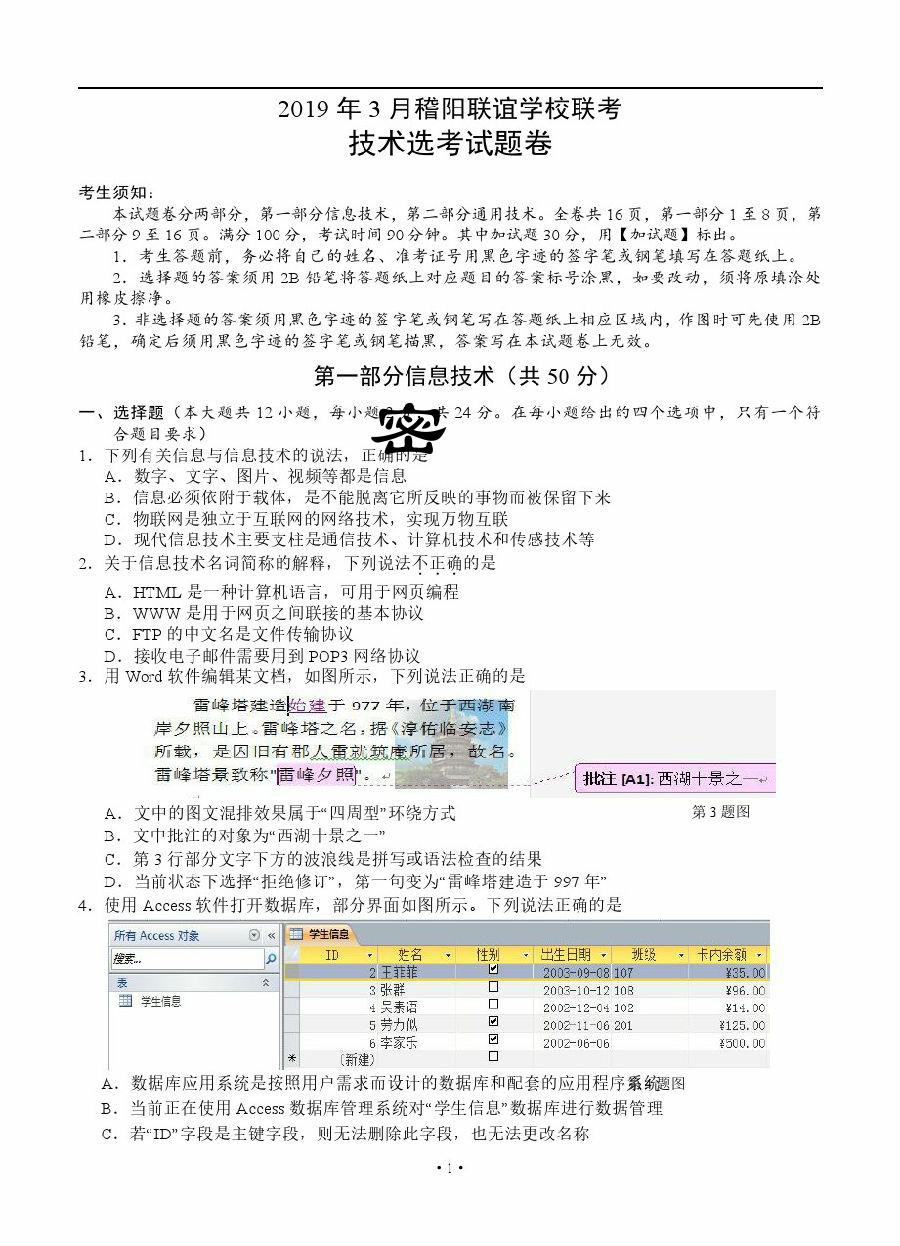 2019 年 3 月稽阳联谊学校联考
技术选考试题卷
考生须知:
本试题卷分两部分，第一部分信息技术，第二部分通用技术。全卷共 16 页，第一部分 1 至 8 页，第
二部分 9 至 16 页。满分 100 分，考试时间 90 分钟。其中加试题 30 分，用【加试题】标出。
1．考生答题前，务必将自己的姓名、准考证号用黑色字迹的签字笔或钢笔填写在答题纸上。
2．选择题的答案须用 2B 铅笔将答题纸上对应题目的答案标号涂黑，如要改动，须将原填涂处
用橡皮擦净。
3．非选择题的答案须用黑色字迹的签字笔或钢笔写在答题纸上相应区域内，作图时可先使用 2B
铅笔，确定后须用黑色字迹的签字笔或钢笔描黑，答案写在本试题卷上无效。
第一部分信息技术（共 50 分）
一、选择题（本大题共 12 小题，每小题 密 共 24 分。在每小题给出的四个选项中，只有一个符
合题目要求）
1．下列有关信息与信息技术的说法，正确的是
A．数字、文字、图片、视频等都是信息
B．信息必须依附于载体，是不能脱离它所反映的事物而被保留下来
C．物联网是独立于互联网的网络技术，实现万物互联
D．现代信息技术主要支柱是通信技术、计算机技术和传感技术等
2．关于信息技术名词简称的解释，下列说法不正确的是
A．HTML 是一种计算机语言，可用于网页编程
B．WWW 是用于网页之间联接的基本协议
C．FTP 的中文名是文件传输协议
D．接收电子邮件需要用到 POP3 网络协议
3．用 Word 软件编辑某文档，如图所示，下列说法正确的是
雷峰塔建造始建于 977 年，位于西湖南
岸夕照山上。雷峰塔之名，据《淳佑临安志》
所载，是因旧有郡人雷就筑庵所居，故名。
雷峰塔景致称"雷峰夕照"。
批注 [A1]: 西湖十景之一
A．文中的图文混排效果属于“四周型”环绕方式
第 3 题图
B．文中批注的对象为“西湖十景之一”
C．第 3 行部分文字下方的波浪线是拼写或语法检查的结果
D．当前状态下选择“拒绝修订”，第一句变为“雷峰塔建造于 997 年”
4．使用 Access 软件打开数据库，部分界面如图所示。下列说法正确的是
所有 Access 对象 «
学生信息
搜索...
表
学生信息
ID 姓名 性别 出生日期 班级 卡内余额
2 王菲菲 2003-09-08 107 ¥35.00
3 张群 2003-10-12 108 ¥96.00
4 吴素语 2002-12-04 102 ¥14.00
5 劳力似 2002-11-06 201 ¥125.00
6 李家乐 2002-06-06 ¥500.00
* (新建)
A．数据库应用系统是按照用户需求而设计的数据库和配套的应用程序系统 题图
B．当前正在使用 Access 数据库管理系统对“学生信息”数据库进行数据管理
C．若“ID”字段是主键字段，则无法删除此字段，也无法更改名称
• 1 •